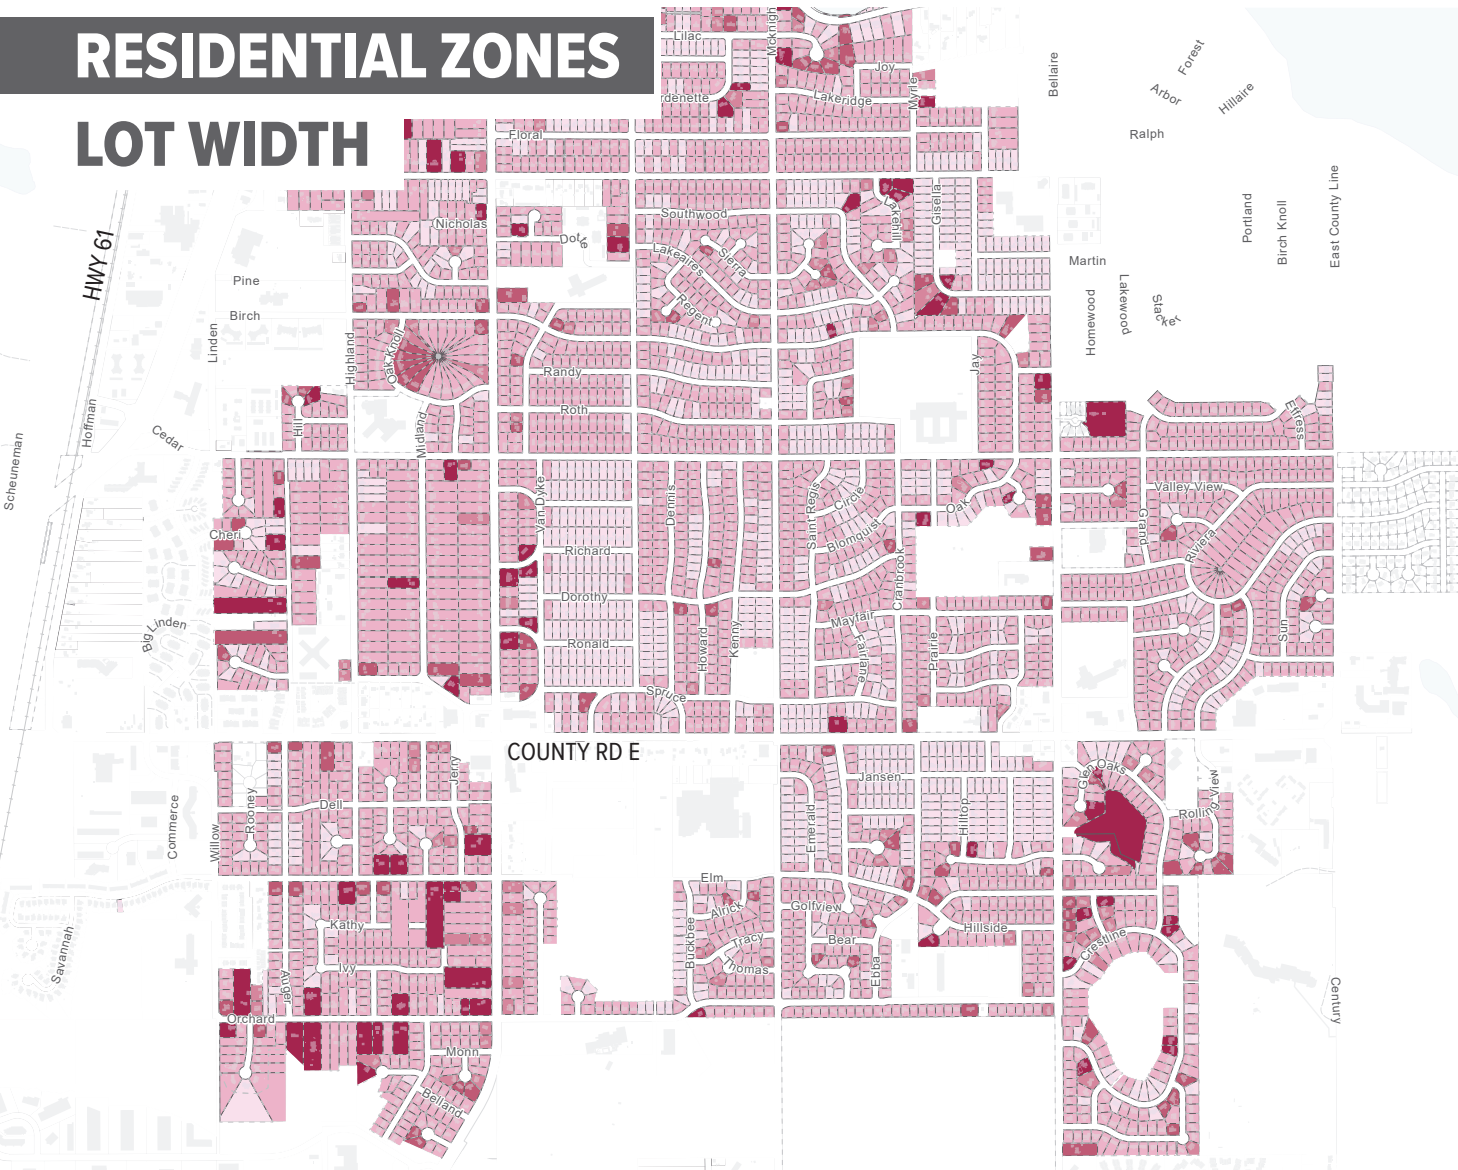 RESIDENTIAL ZONES
LOT WIDTH
Lilac
Mcknigh
Joy
Lakeridge
Myrle
rdenette
Floral
Bellaire
Forest
Arbor
Hillaire
Ralph
Portland
Birch Knoll
East County Line
HWY 61
Nicholas
Southwood
Lakehill
Gisella
Sierra
Lakeaires
Regent
Martin
Homewood
Lakewood
Stacker
Pine
Birch
Linden
Highland
Oak Knoll
Randy
Roth
Jay
Hill
Midland
Effress
Hoffman
Scheuneman
Cedar
Van Dyke
Dennis
Saint Regis
Circle
Blomquist
Oak
Valley View
Grand
Riviera
Cheri
Richard
Dorothy
Ronald
Cranbrook
Mayfair
Fairlane
Prairie
Howard
Kenny
Sun
Big Linden
Spruce
COUNTY RD E
Terry
Jansen
Glen Oaks
Rolling View
Commerce
Willow
Rooney
Dell
Emerald
Hilltop
Elm
Alrick
Golfview
Kathy
Buckbee
Tracy
Thomas
Bear
Ebba
Hillside
Crestline
Savannah
Ivy
Auger
Orchard
Century
Monn
Belland